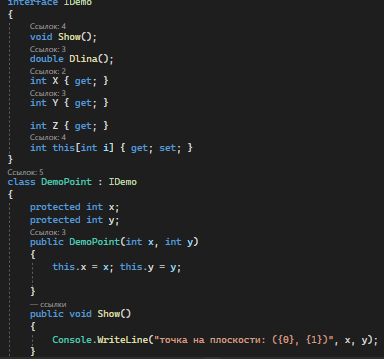 interface IDemo
{
Ссылок: 4
void Show();
Ссылок: 3
double Dlina();
Ссылок: 2
int X { get; }
Ссылок: 3
int Y { get; }
int Z { get; }
Ссылок: 4
int this[int i] { get; set; }
}
Ссылок: 5
class DemoPoint : IDemo
{
protected int x;
protected int y;
Ссылок: 3
public DemoPoint(int x, int y)
{
this.x = x; this.y = y;
}
— ссылки
public void Show()
{
Console.WriteLine("точка на плоскости: ({0}, {1})", x, y);
}